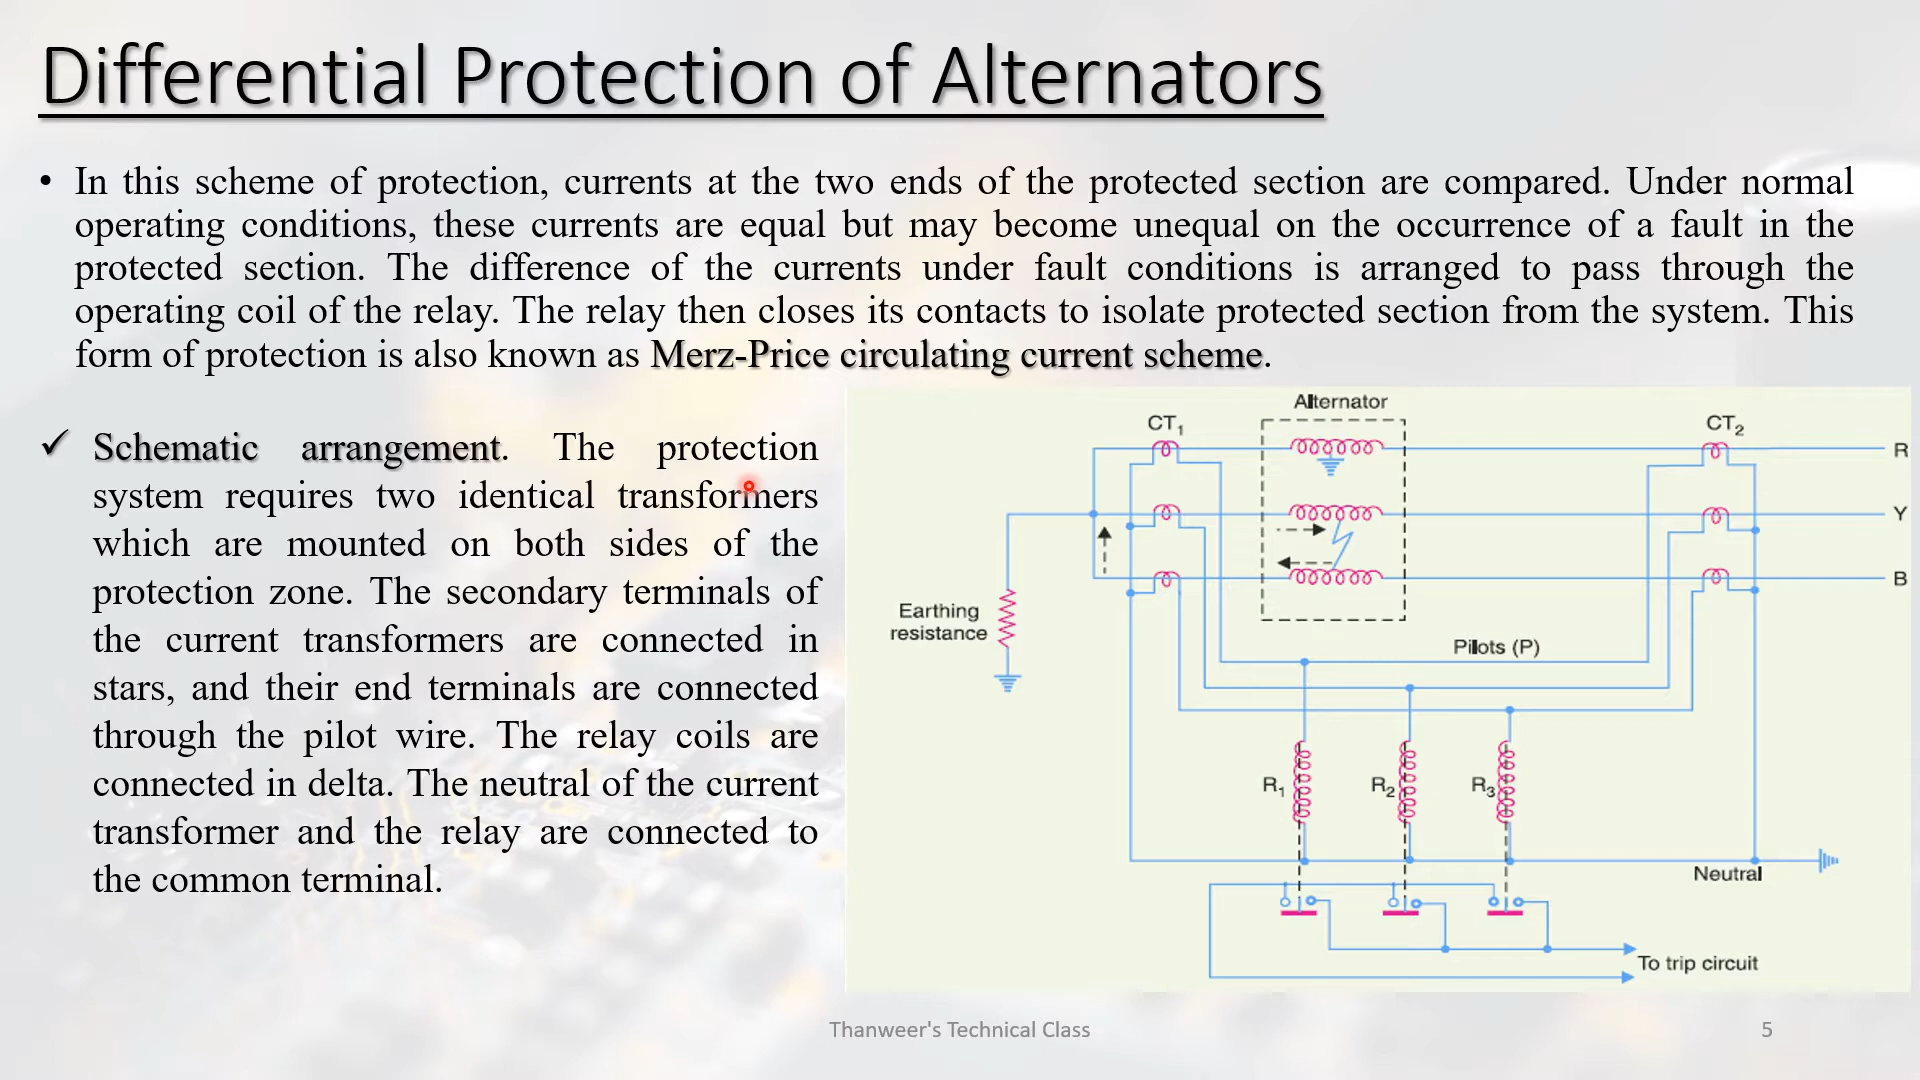 Differential Protection of Alternators
• In this scheme of protection, currents at the two ends of the protected section are compared. Under normal
operating conditions, these currents are equal but may become unequal on the occurrence of a fault in the
protected section. The difference of the currents under fault conditions is arranged to pass through the
operating coil of the relay. The relay then closes its contacts to isolate protected section from the system. This
form of protection is also known as Merz-Price circulating current scheme.
✓ Schematic arrangement. The protection
system requires two identical transformers
which are mounted on both sides of the
protection zone. The secondary terminals of
the current transformers are connected in
stars, and their end terminals are connected
through the pilot wire. The relay coils are
connected in delta. The neutral of the current
transformer and the relay are connected to
the common terminal.
Alternator
CT₁
CT₂
R
Y
B
Earthing
resistance
Pilots (P)
R₁
R₂
R₃
Neutral
To trip circuit
Thanweer's Technical Class
5